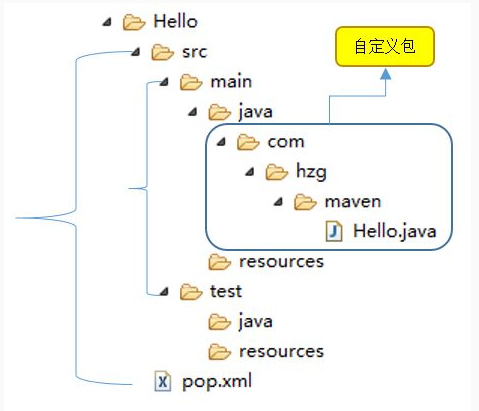 Hello
自定义包
src
main
java
com
hzg
maven
Hello.java
resources
test
java
resources
pop.xml